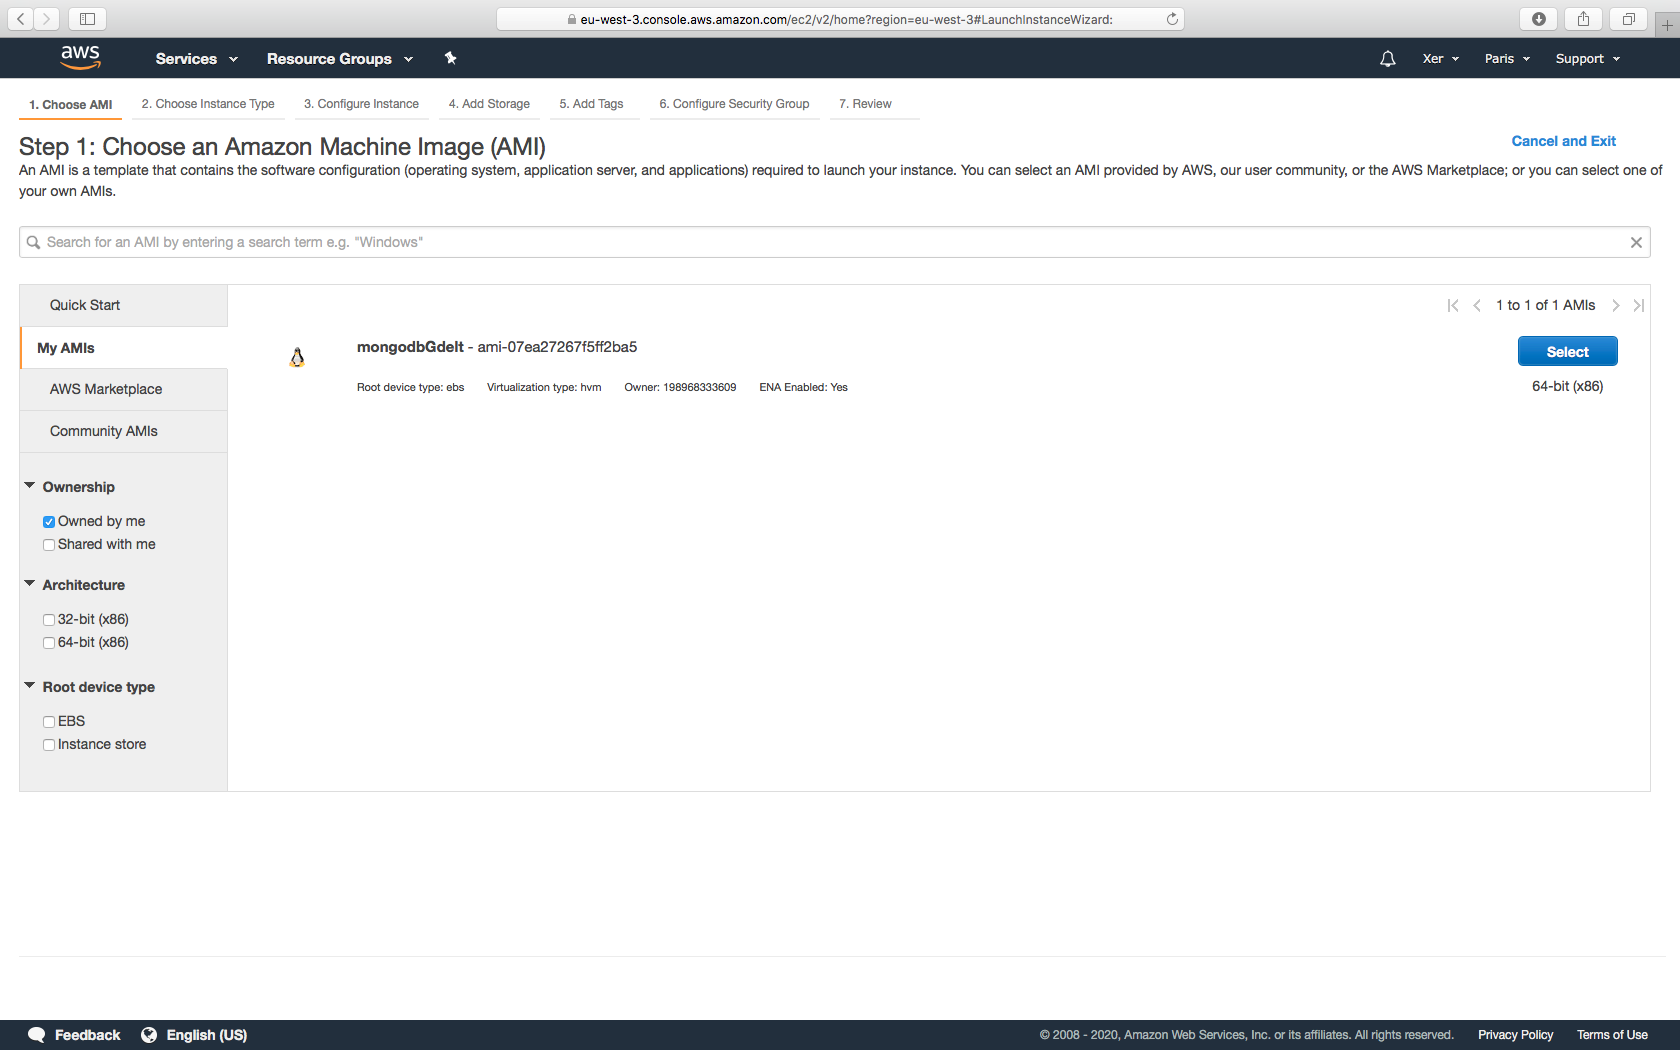 eu-west-3.console.aws.amazon.com/ec2/v2/home?region=eu-west-3#LaunchInstanceWizard:
aws Services Resource Groups Xer Paris Support
1. Choose AMI 2. Choose Instance Type 3. Configure Instance 4. Add Storage 5. Add Tags 6. Configure Security Group 7. Review
Step 1: Choose an Amazon Machine Image (AMI)
Cancel and Exit
An AMI is a template that contains the software configuration (operating system, application server, and applications) required to launch your instance. You can select an AMI provided by AWS, our user community, or the AWS Marketplace; or you can select one of
your own AMIs.
Search for an AMI by entering a search term e.g. "Windows"
Quick Start
My AMIs
AWS Marketplace
Community AMIs
Ownership
Owned by me
Shared with me
Architecture
32-bit (x86)
64-bit (x86)
Root device type
EBS
Instance store
1 to 1 of 1 AMIs
mongodbGdelt - ami-07ea27267f5ff2ba5
Select
Root device type: ebs Virtualization type: hvm Owner: 198968333609 ENA Enabled: Yes
64-bit (x86)
Feedback English (US) © 2008 - 2020, Amazon Web Services, Inc. or its affiliates. All rights reserved. Privacy Policy Terms of Use